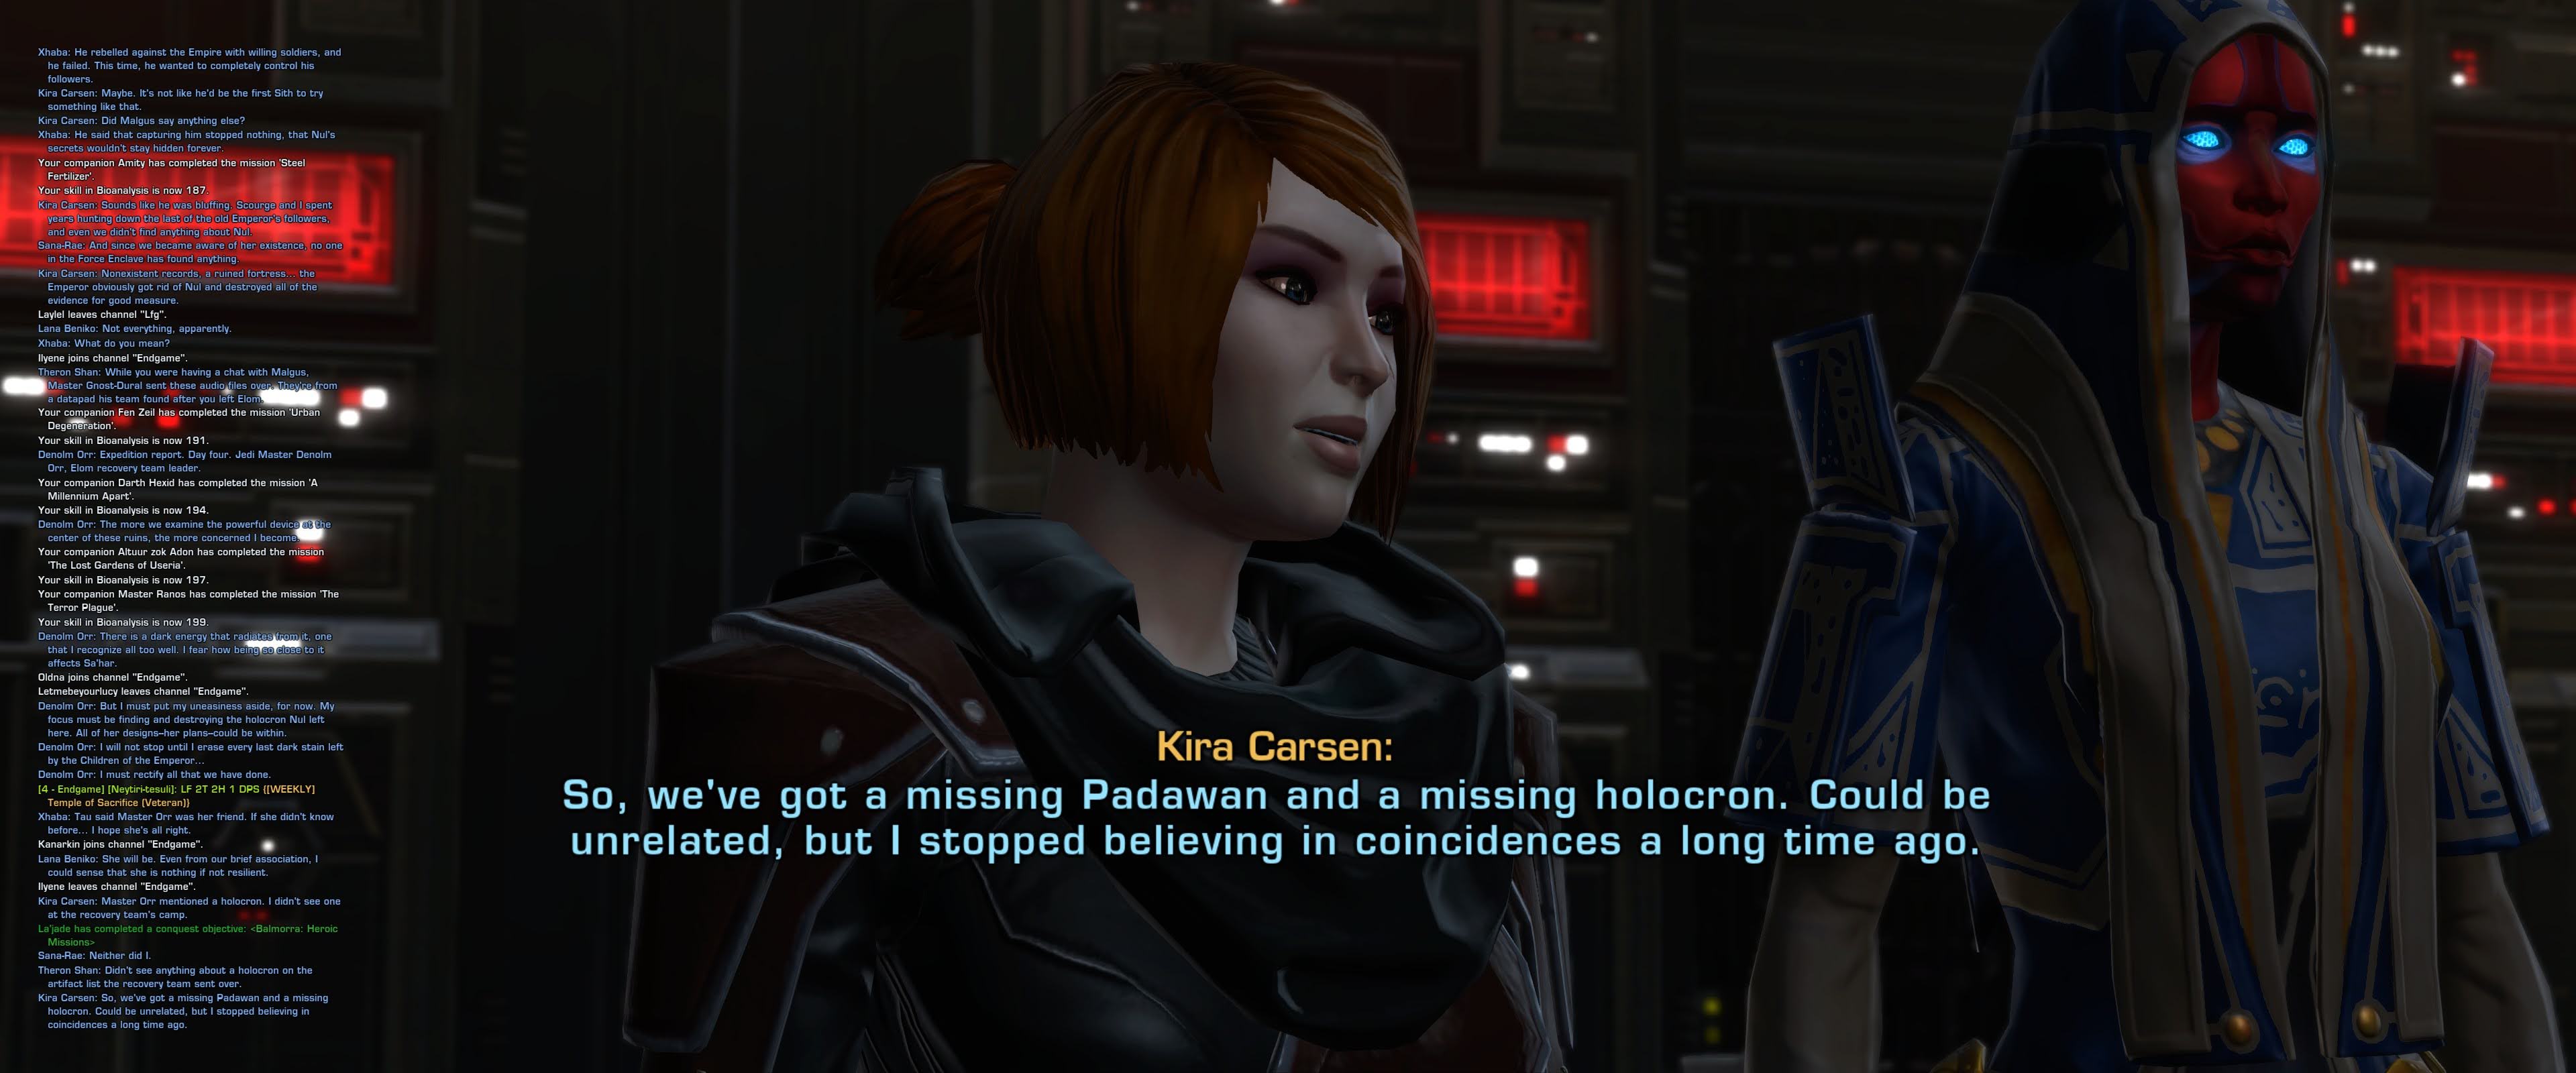 Xhaba: He rebelled against the Empire with willing soldiers, and
he failed. This time, he wanted to completely control his
followers.
Kira Carsen: Maybe. It's not like he'd be the first Sith to try
something like that.
Kira Carsen: Did Malgus say anything else?
Xhaba: He said that capturing him stopped nothing, that Nul's
secrets wouldn't stay hidden forever.
Your companion Amity has completed the mission 'Steel
Fertilizer'.
Your skill in Bioanalysis is now 187.
Kira Carsen: Sounds like he was bluffing. Scourge and I spent
years hunting down the last of the old Emperor's followers,
and even we didn't find anything about Nul.
Sana-Rae: And since we became aware of her existence, no one
in the Force Enclave has found anything.
Kira Carsen: Nonexistent records, a ruined fortress... the
Emperor obviously got rid of Nul and destroyed all of the
evidence for good measure.
Laylel leaves channel "Lfg".
Lana Beniko: Not everything, apparently.
Xhaba: What do you mean?
Ilyene joins channel "Endgame".
Theron Shan: While you were having a chat with Malgus,
Master Gnost-Dural sent these audio files over. They're from
a datapad his team found after you left Elom.
Your companion Fen Zeil has completed the mission 'Urban
Degeneration'.
Your skill in Bioanalysis is now 191.
Denolm Orr: Expedition report. Day four. Jedi Master Denolm
Orr, Elom recovery team leader.
Your companion Darth Hexid has completed the mission 'A
Millennium Apart'.
Your skill in Bioanalysis is now 194.
Denolm Orr: The more we examine the powerful device at the
center of these ruins, the more concerned I become.
Your companion Altuur zok Adon has completed the mission
'The Lost Gardens of Useria'.
Your skill in Bioanalysis is now 197.
Your companion Master Ranos has completed the mission 'The
Terror Plague'.
Your skill in Bioanalysis is now 199.
Denolm Orr: There is a dark energy that radiates from it, one
that I recognize all too well. I fear how being so close to it
affects Sa'har.
Oldna joins channel "Endgame".
Letmebeyourlucy leaves channel "Endgame".
Denolm Orr: But I must put my uneasiness aside, for now. My
focus must be finding and destroying the holocron Nul left
here. All of her designs–her plans–could be within.
Denolm Orr: I will not stop until I erase every last dark stain left
by the Children of the Emperor...
Denolm Orr: I must rectify all that we have done.
[4 - Endgame] [Neytiri-tesuli]: LF 2T 2H 1 DPS {[WEEKLY]
Temple of Sacrifice (Veteran)}
Xhaba: Tau said Master Orr was her friend. If she didn't know
before... I hope she's all right.
Kanarkin joins channel "Endgame".
Lana Beniko: She will be. Even from our brief association, I
could sense that she is nothing if not resilient.
Ilyene leaves channel "Endgame".
Kira Carsen: Master Orr mentioned a holocron. I didn't see one
at the recovery team's camp.
La'jade has completed a conquest objective: <Balmorra: Heroic
Missions>
Sana-Rae: Neither did I.
Theron Shan: Didn't see anything about a holocron on the
artifact list the recovery team sent over.
Kira Carsen: So, we've got a missing Padawan and a missing
holocron. Could be unrelated, but I stopped believing in
coincidences a long time ago.
Kira Carsen:
So, we've got a missing Padawan and a missing holocron. Could be
unrelated, but I stopped believing in coincidences a long time ago.